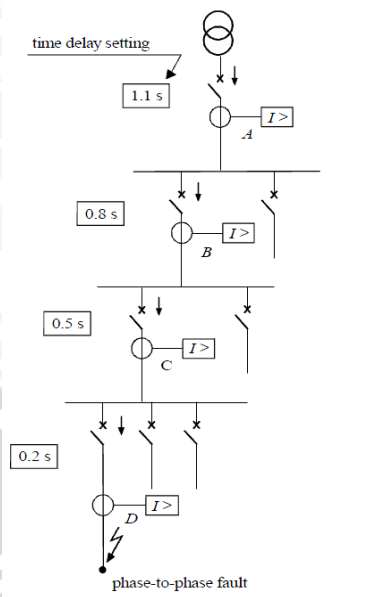 time delay setting
1.1 s
I >
A
0.8 s
I >
B
0.5 s
I >
C
0.2 s
I >
D
phase-to-phase fault